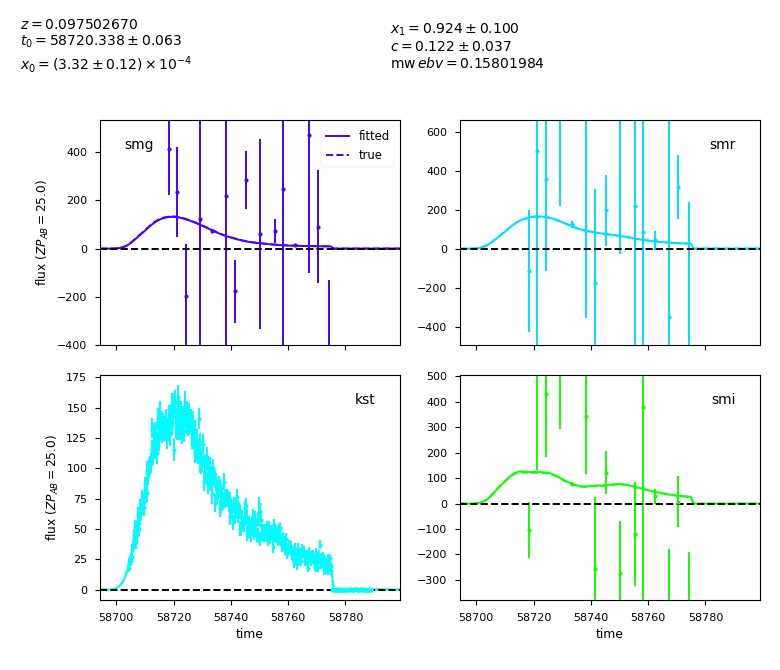 z = 0.097502670
t₀ = 58720.338 ± 0.063
x₀ = (3.32 ± 0.12) × 10⁻⁴
x₁ = 0.924 ± 0.100
c = 0.122 ± 0.037
mw ebv = 0.15801984
smg
fitted
true
flux (ZP_AB = 25.0)
400
200
0
−200
−400
smr
600
400
200
0
−200
−400
kst
flux (ZP_AB = 25.0)
175
150
125
100
75
50
25
0
58700 58720 58740 58760 58780
time
smi
500
400
300
200
100
0
−100
−200
−300
58700 58720 58740 58760 58780
time